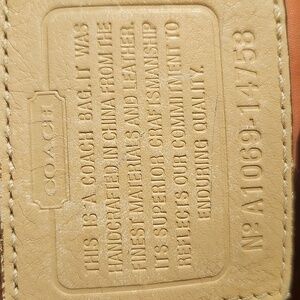 COACH
THIS IS A COACH BAG. IT WAS
HANDCRAFTED IN CHINA FROM THE
FINEST MATERIALS AND LEATHER.
ITS SUPERIOR CRAFTSMANSHIP
REFLECTS OUR COMMITMENT TO
ENDURING QUALITY.
Nº A1069-14758